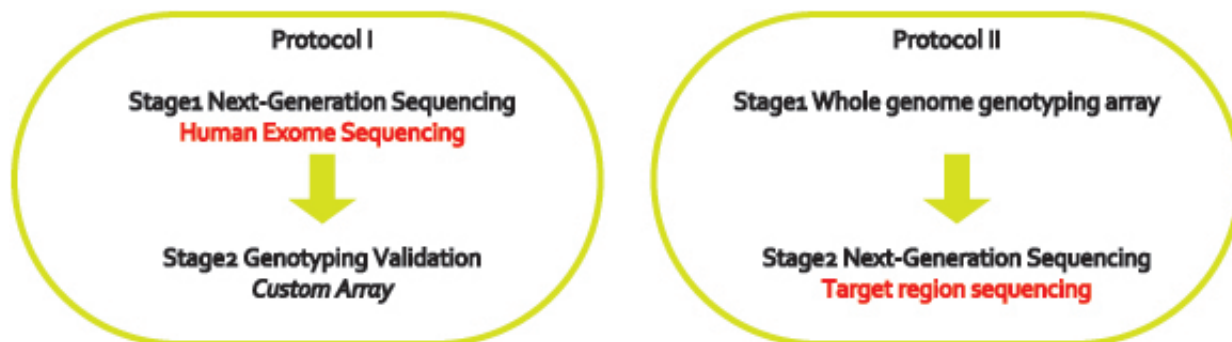 Protocol I
Stage1 Next-Generation Sequencing
Human Exome Sequencing
Stage2 Genotyping Validation
Custom Array
Protocol II
Stage1 Whole genome genotyping array
Stage2 Next-Generation Sequencing
Target region sequencing